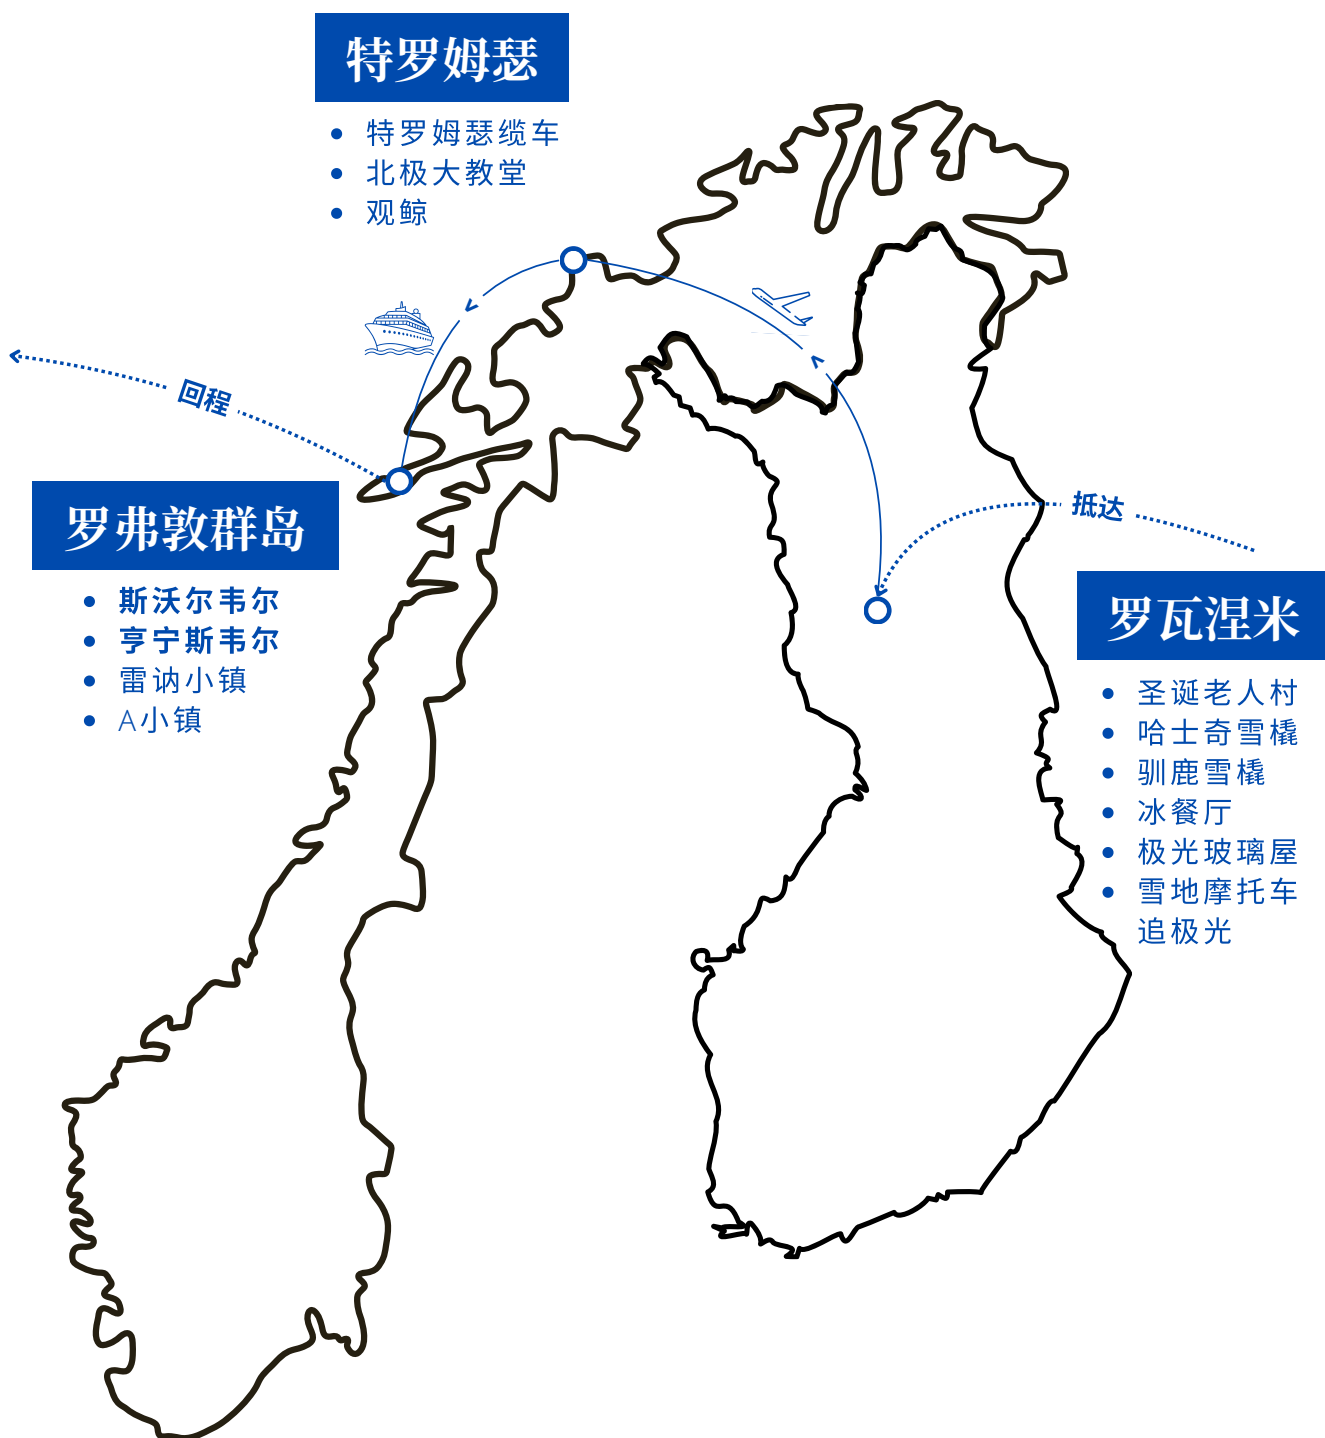 特罗姆瑟
特罗姆瑟缆车
北极大教堂
观鲸
回程
罗弗敦群岛
斯沃尔韦尔
亨宁斯韦尔
雷讷小镇
A小镇
抵达
罗瓦涅米
圣诞老人村
哈士奇雪橇
驯鹿雪橇
冰餐厅
极光玻璃屋
雪地摩托车
追极光